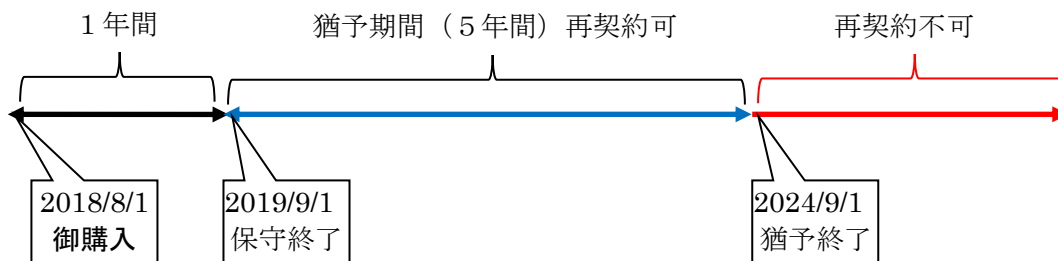 １年間
猶予期間（５年間）再契約可
再契約不可
2018/8/1
御購入
2019/9/1
保守終了
2024/9/1
猶予終了